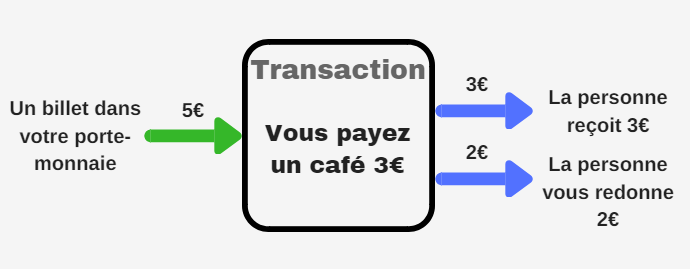 Un billet dans
votre porte-
monnaie
5€
Transaction
Vous payez
un café 3€
3€
La personne
reçoit 3€
2€
La personne
vous redonne
2€